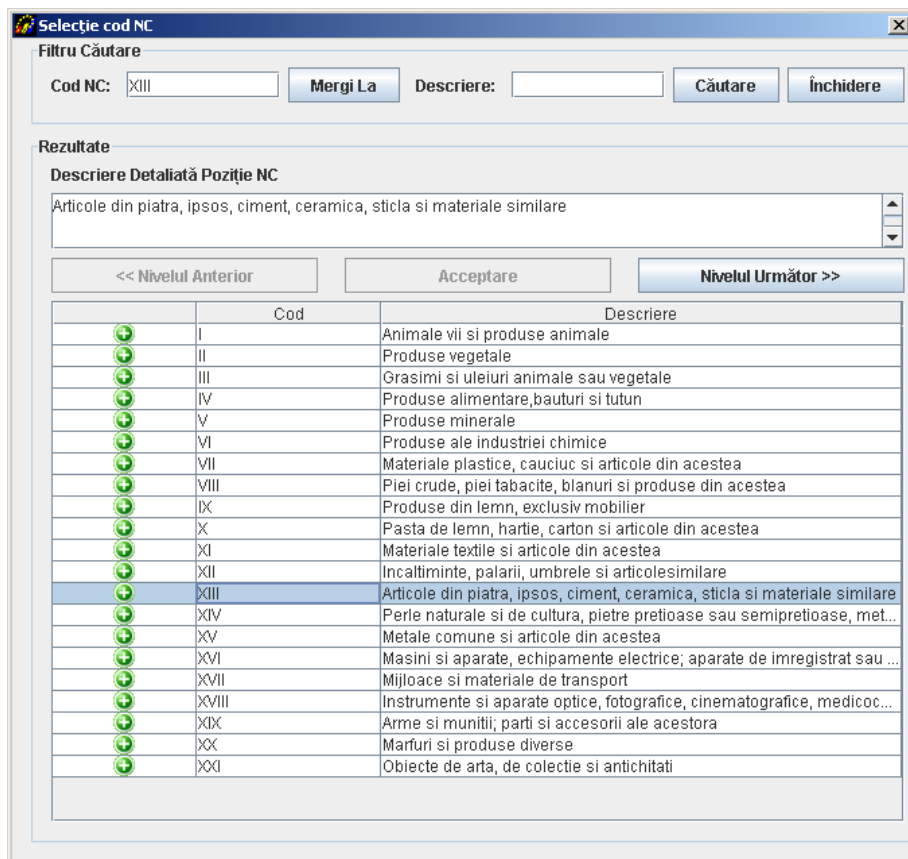 Selecţie cod NC
Filtru Căutare
Cod NC: XIII Mergi La Descriere: Căutare Închidere
Rezultate
Descriere Detaliată Poziţie NC
Articole din piatra, ipsos, ciment, ceramica, sticla si materiale similare
<< Nivelul Anterior Acceptare Nivelul Următor >>
Cod Descriere
I Animale vii si produse animale
II Produse vegetale
III Grasimi si uleiuri animale sau vegetale
IV Produse alimentare,bauturi si tutun
V Produse minerale
VI Produse ale industriei chimice
VII Materiale plastice, cauciuc si articole din acestea
VIII Piei crude, piei tabacite, blanuri si produse din acestea
IX Produse din lemn, exclusiv mobilier
X Pasta de lemn, hartie, carton si articole din acestea
XI Materiale textile si articole din acestea
XII Incaltiminte, palarii, umbrele si articolesimilare
XIII Articole din piatra, ipsos, ciment, ceramica, sticla si materiale similare
XIV Perle naturale si de cultura, pietre pretioase sau semipretioase, met...
XV Metale comune si articole din acestea
XVI Masini si aparate, echipamente electrice; aparate de imregistrat sau ...
XVII Mijloace si materiale de transport
XVIII Instrumente si aparate optice, fotografice, cinematografice, medicoc...
XIX Arme si munitii; parti si accesorii ale acestora
XX Marfuri si produse diverse
XXI Obiecte de arta, de colectie si antichitati